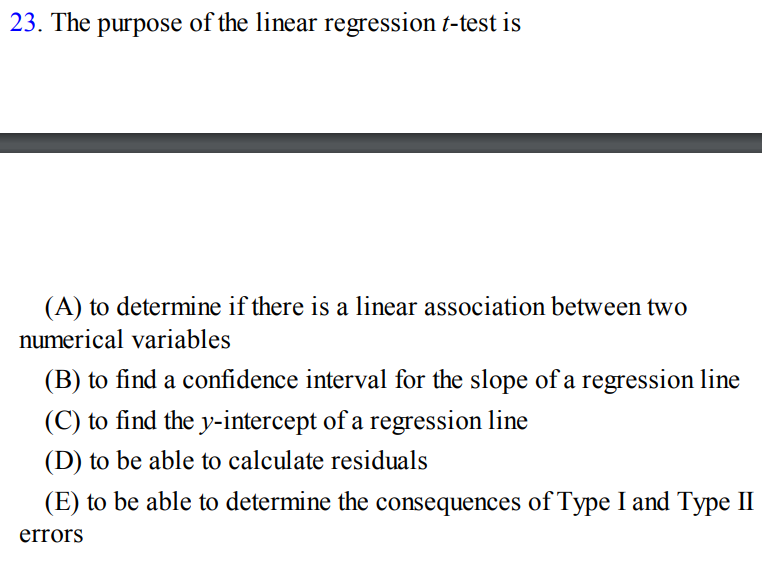 23. The purpose of the linear regression t-test is
(A) to determine if there is a linear association between two
numerical variables
(B) to find a confidence interval for the slope of a regression line
(C) to find the y-intercept of a regression line
(D) to be able to calculate residuals
(E) to be able to determine the consequences of Type I and Type II
errors